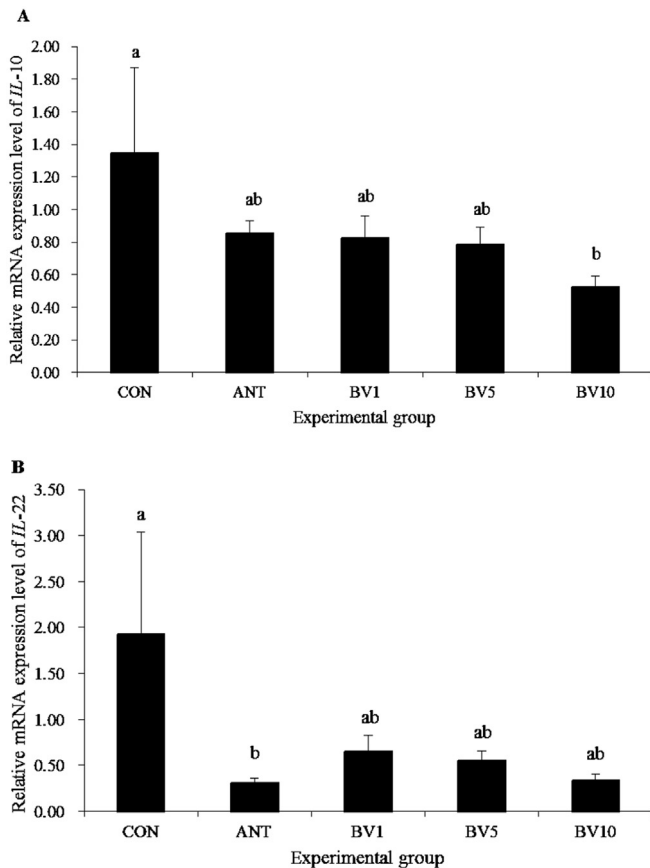 A
Relative mRNA expression level of IL-10
2.00
1.80
1.60
1.40
1.20
1.00
0.80
0.60
0.40
0.20
0.00
a
ab
ab
ab
b
CON ANT BV1 BV5 BV10
Experimental group
B
Relative mRNA expression level of IL-22
3.50
3.00
2.50
2.00
1.50
1.00
0.50
0.00
a
b
ab
ab
ab
CON ANT BV1 BV5 BV10
Experimental group